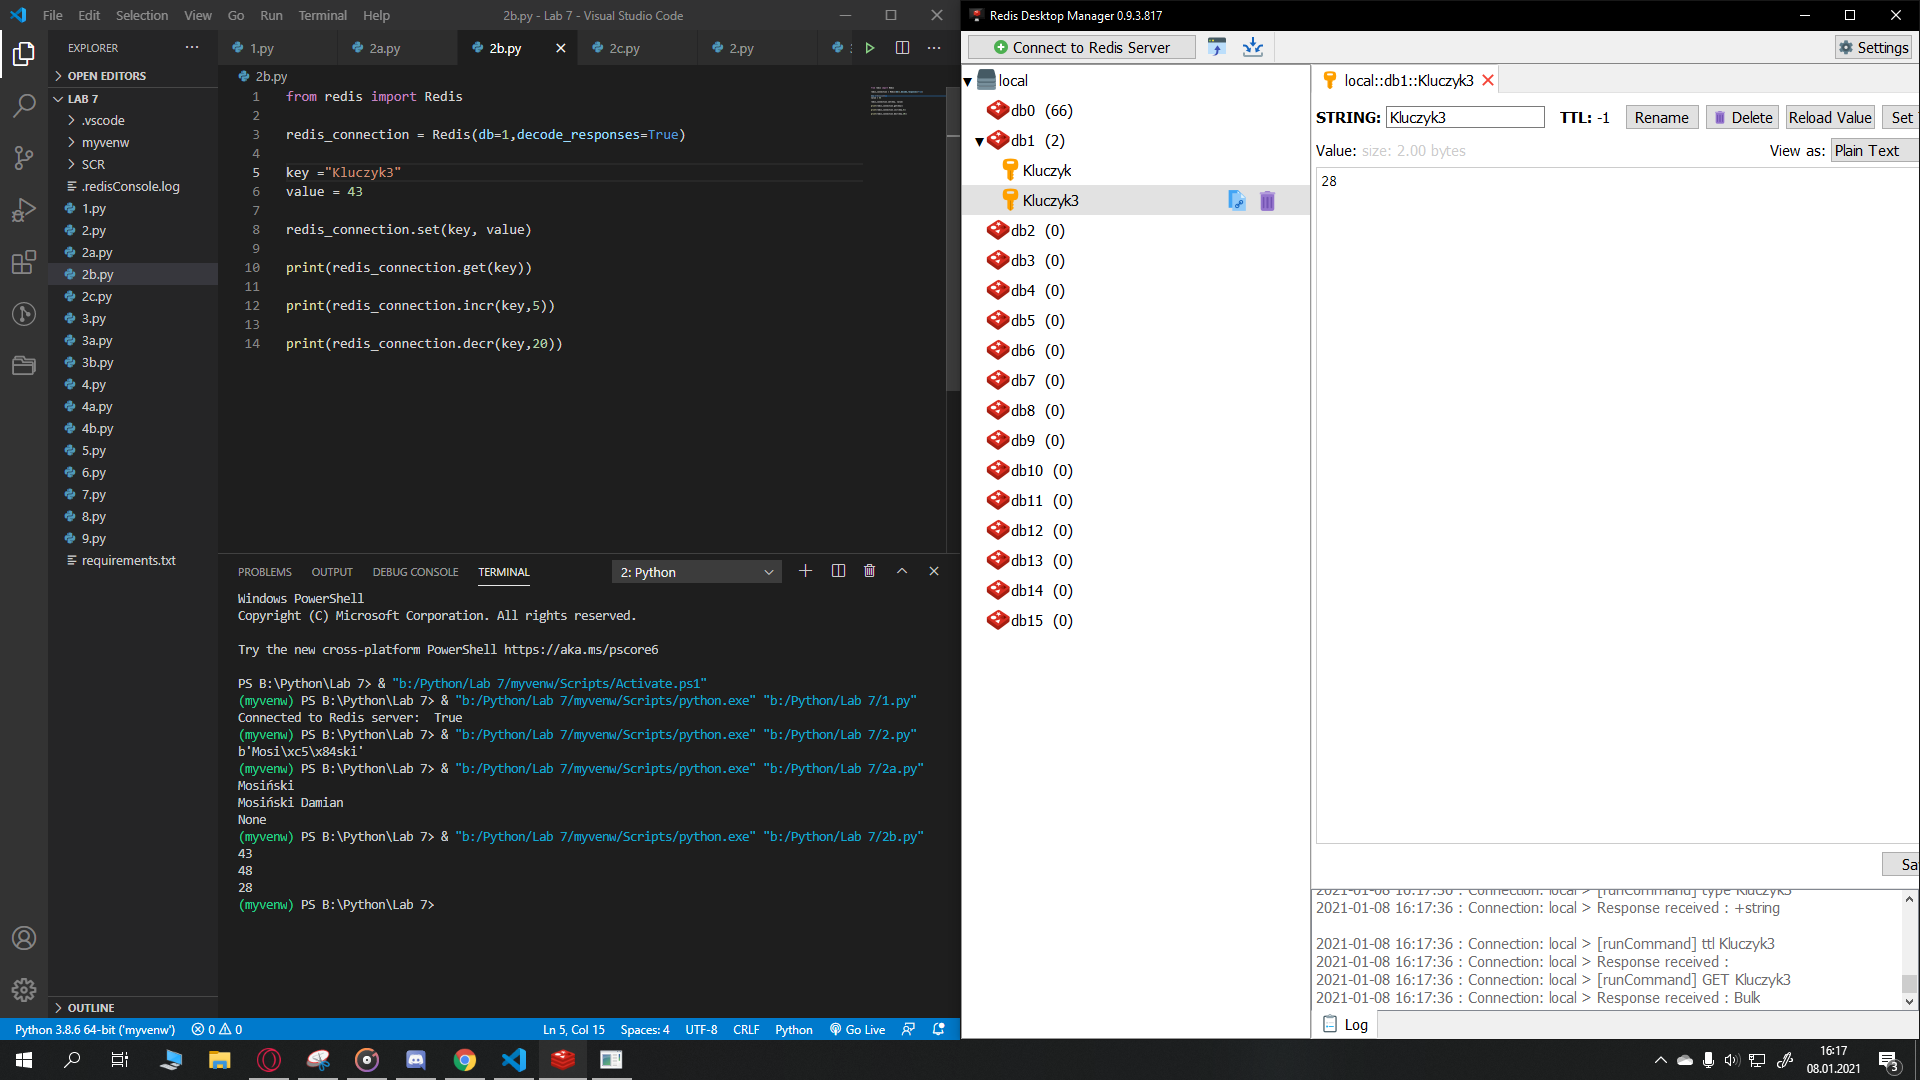 File Edit Selection View Go Run Terminal Help
2b.py - Lab 7 - Visual Studio Code
EXPLORER
OPEN EDITORS
LAB 7
.vscode
myvenw
SCR
.redisConsole.log
1.py
2.py
2a.py
2b.py
2c.py
3.py
3a.py
3b.py
4.py
4a.py
4b.py
5.py
6.py
7.py
8.py
9.py
requirements.txt
OUTLINE
1.py 2a.py 2b.py 2c.py 2.py
2b.py
1 from redis import Redis
2
3 redis_connection = Redis(db=1,decode_responses=True)
4
5 key ="Kluczyk3"
6 value = 43
7
8 redis_connection.set(key, value)
9
10 print(redis_connection.get(key))
11
12 print(redis_connection.incr(key,5))
13
14 print(redis_connection.decr(key,20))
PROBLEMS OUTPUT DEBUG CONSOLE TERMINAL
2: Python
Windows PowerShell
Copyright (C) Microsoft Corporation. All rights reserved.
Try the new cross-platform PowerShell https://aka.ms/pscore6
PS B:\Python\Lab 7> & "b:/Python/Lab 7/myvenw/Scripts/Activate.ps1"
(myvenw) PS B:\Python\Lab 7> & "b:/Python/Lab 7/myvenw/Scripts/python.exe" "b:/Python/Lab 7/1.py"
Connected to Redis server:  True
(myvenw) PS B:\Python\Lab 7> & "b:/Python/Lab 7/myvenw/Scripts/python.exe" "b:/Python/Lab 7/2.py"
b'Mosi\xc5\x84ski'
(myvenw) PS B:\Python\Lab 7> & "b:/Python/Lab 7/myvenw/Scripts/python.exe" "b:/Python/Lab 7/2a.py"
Mosiński
Mosiński Damian
None
(myvenw) PS B:\Python\Lab 7> & "b:/Python/Lab 7/myvenw/Scripts/python.exe" "b:/Python/Lab 7/2b.py"
43
48
28
(myvenw) PS B:\Python\Lab 7>
Python 3.8.6 64-bit ('myvenw') 0 0 Ln 5, Col 15 Spaces: 4 UTF-8 CRLF Python Go Live
Redis Desktop Manager 0.9.3.817
Connect to Redis Server
Settings
local
db0 (66)
db1 (2)
Kluczyk
Kluczyk3
db2 (0)
db3 (0)
db4 (0)
db5 (0)
db6 (0)
db7 (0)
db8 (0)
db9 (0)
db10 (0)
db11 (0)
db12 (0)
db13 (0)
db14 (0)
db15 (0)
local::db1::Kluczyk3
STRING: Kluczyk3 TTL: -1 Rename Delete Reload Value Set
Value: size: 2.00 bytes View as: Plain Text
28
Sa
2021-01-08 16:17:36 : Connection: local > [runCommand] type Kluczyk3
2021-01-08 16:17:36 : Connection: local > Response received : +string
2021-01-08 16:17:36 : Connection: local > [runCommand] ttl Kluczyk3
2021-01-08 16:17:36 : Connection: local > Response received :
2021-01-08 16:17:36 : Connection: local > [runCommand] GET Kluczyk3
2021-01-08 16:17:36 : Connection: local > Response received : Bulk
Log
16:17
08.01.2021
3